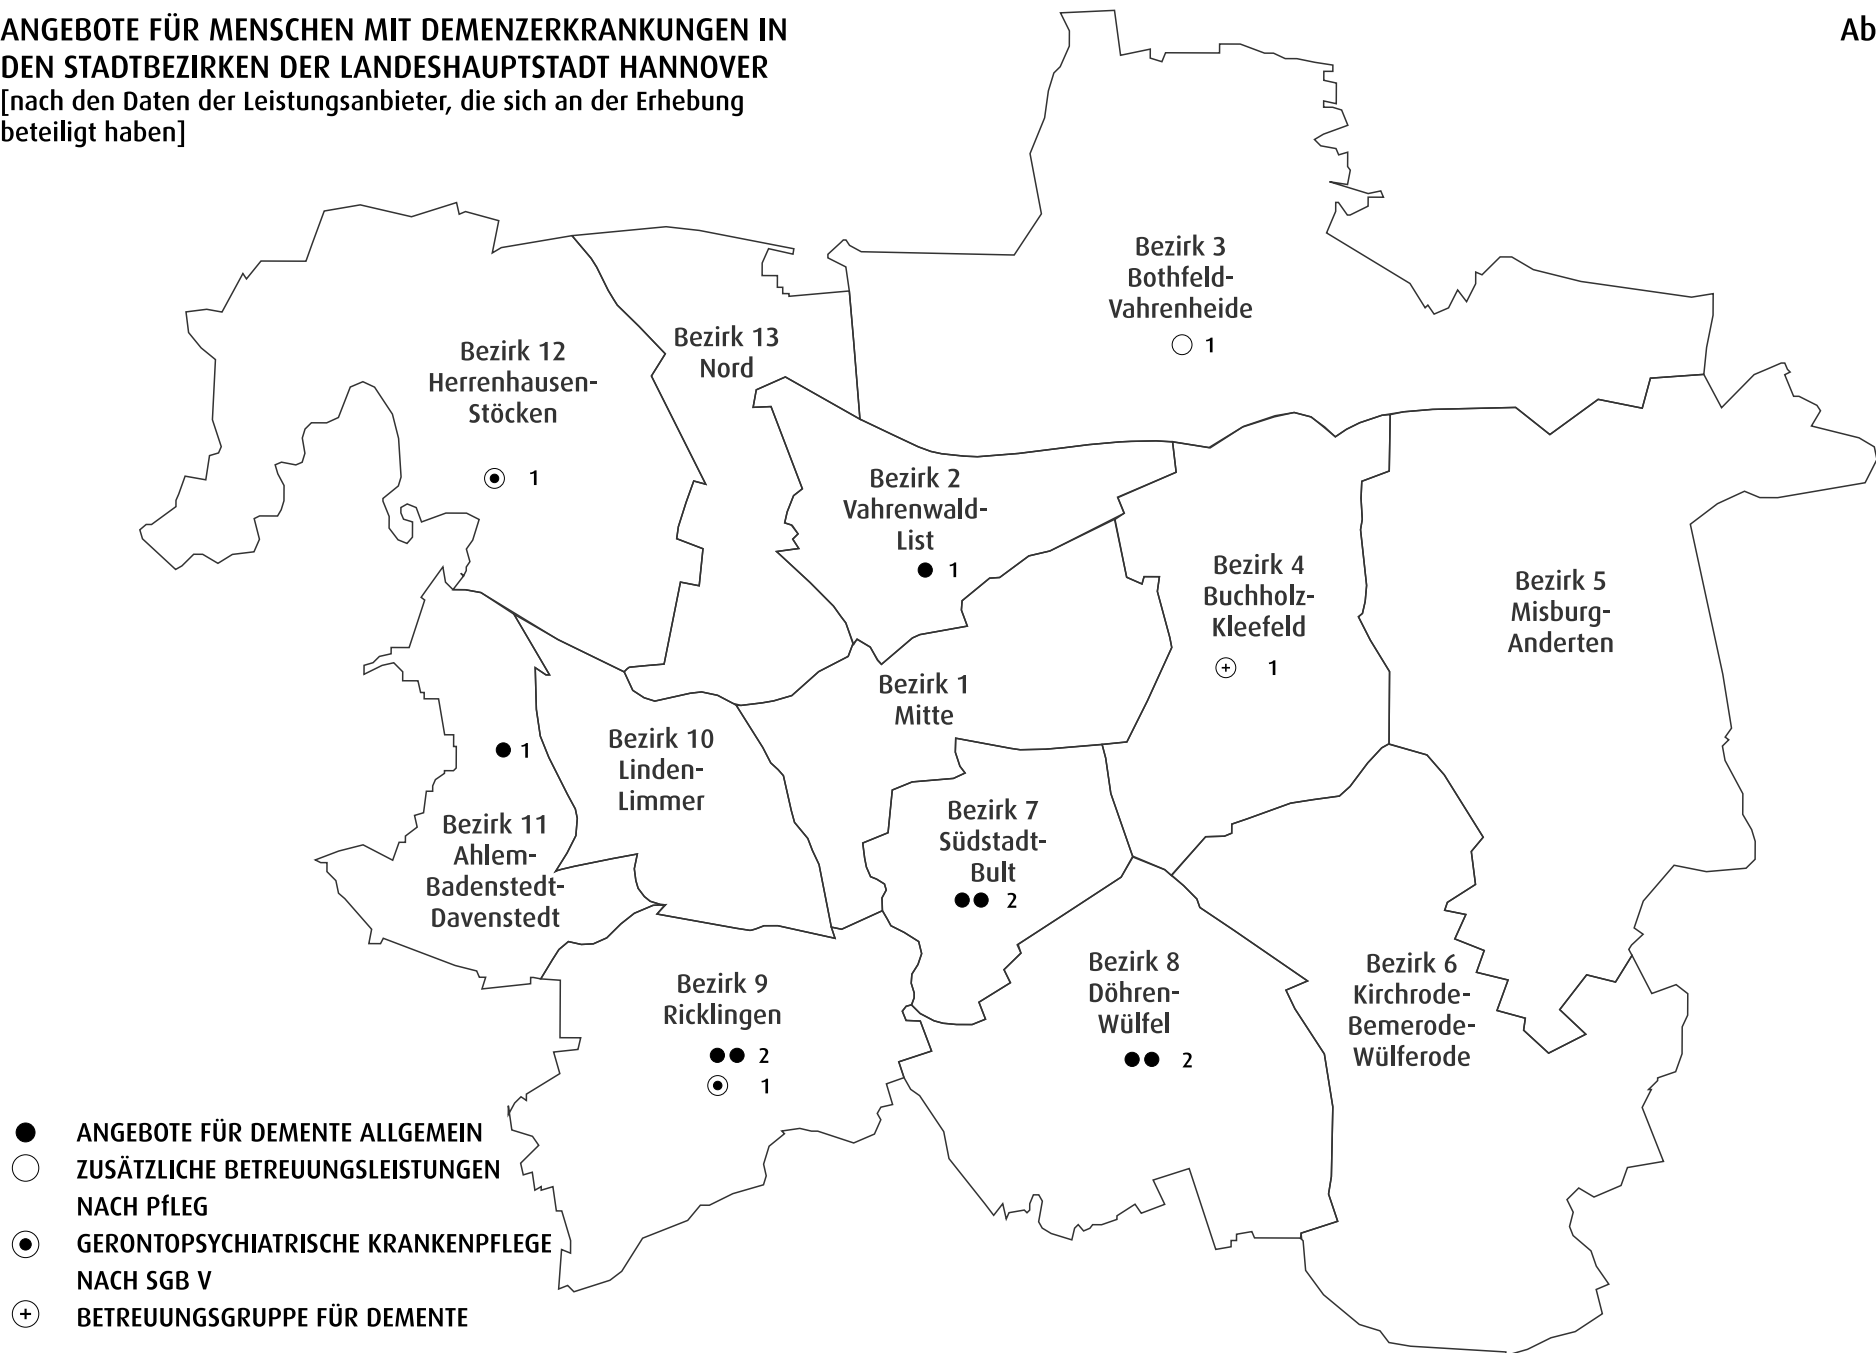 ANGEBOTE FÜR MENSCHEN MIT DEMENZERKRANKUNGEN IN
DEN STADTBEZIRKEN DER LANDESHAUPTSTADT HANNOVER
[nach den Daten der Leistungsanbieter, die sich an der Erhebung
beteiligt haben]
Ab
Bezirk 3
Bothfeld-
Vahrenheide
1
Bezirk 13
Nord
Bezirk 12
Herrenhausen-
Stöcken
1
Bezirk 2
Vahrenwald-
List
1
Bezirk 4
Buchholz-
Kleefeld
1
Bezirk 5
Misburg-
Anderten
Bezirk 1
Mitte
1
Bezirk 10
Linden-
Limmer
Bezirk 11
Ahlem-
Badenstedt-
Davenstedt
Bezirk 7
Südstadt-
Bult
2
Bezirk 8
Döhren-
Wülfel
2
Bezirk 6
Kirchrode-
Bemerode-
Wülferode
Bezirk 9
Ricklingen
2
1
ANGEBOTE FÜR DEMENTE ALLGEMEIN
ZUSÄTZLICHE BETREUUNGSLEISTUNGEN
NACH PfLEG
GERONTOPSYCHIATRISCHE KRANKENPFLEGE
NACH SGB V
BETREUUNGSGRUPPE FÜR DEMENTE